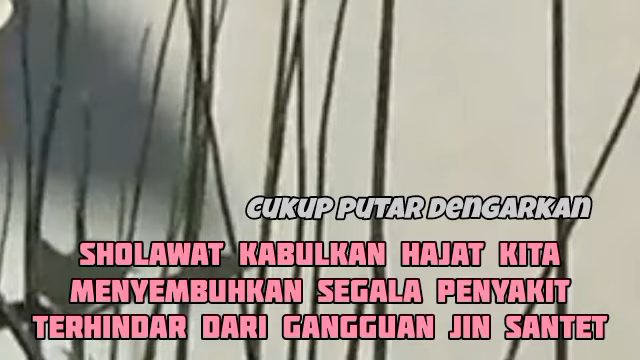 CUKUP PUTAR DENGARKAN
SHOLAWAT KABULKAN HAJAT KITA
MENYEMBUHKAN SEGALA PENYAKIT
TERHINDAR DARI GANGGUAN JIN SANTET